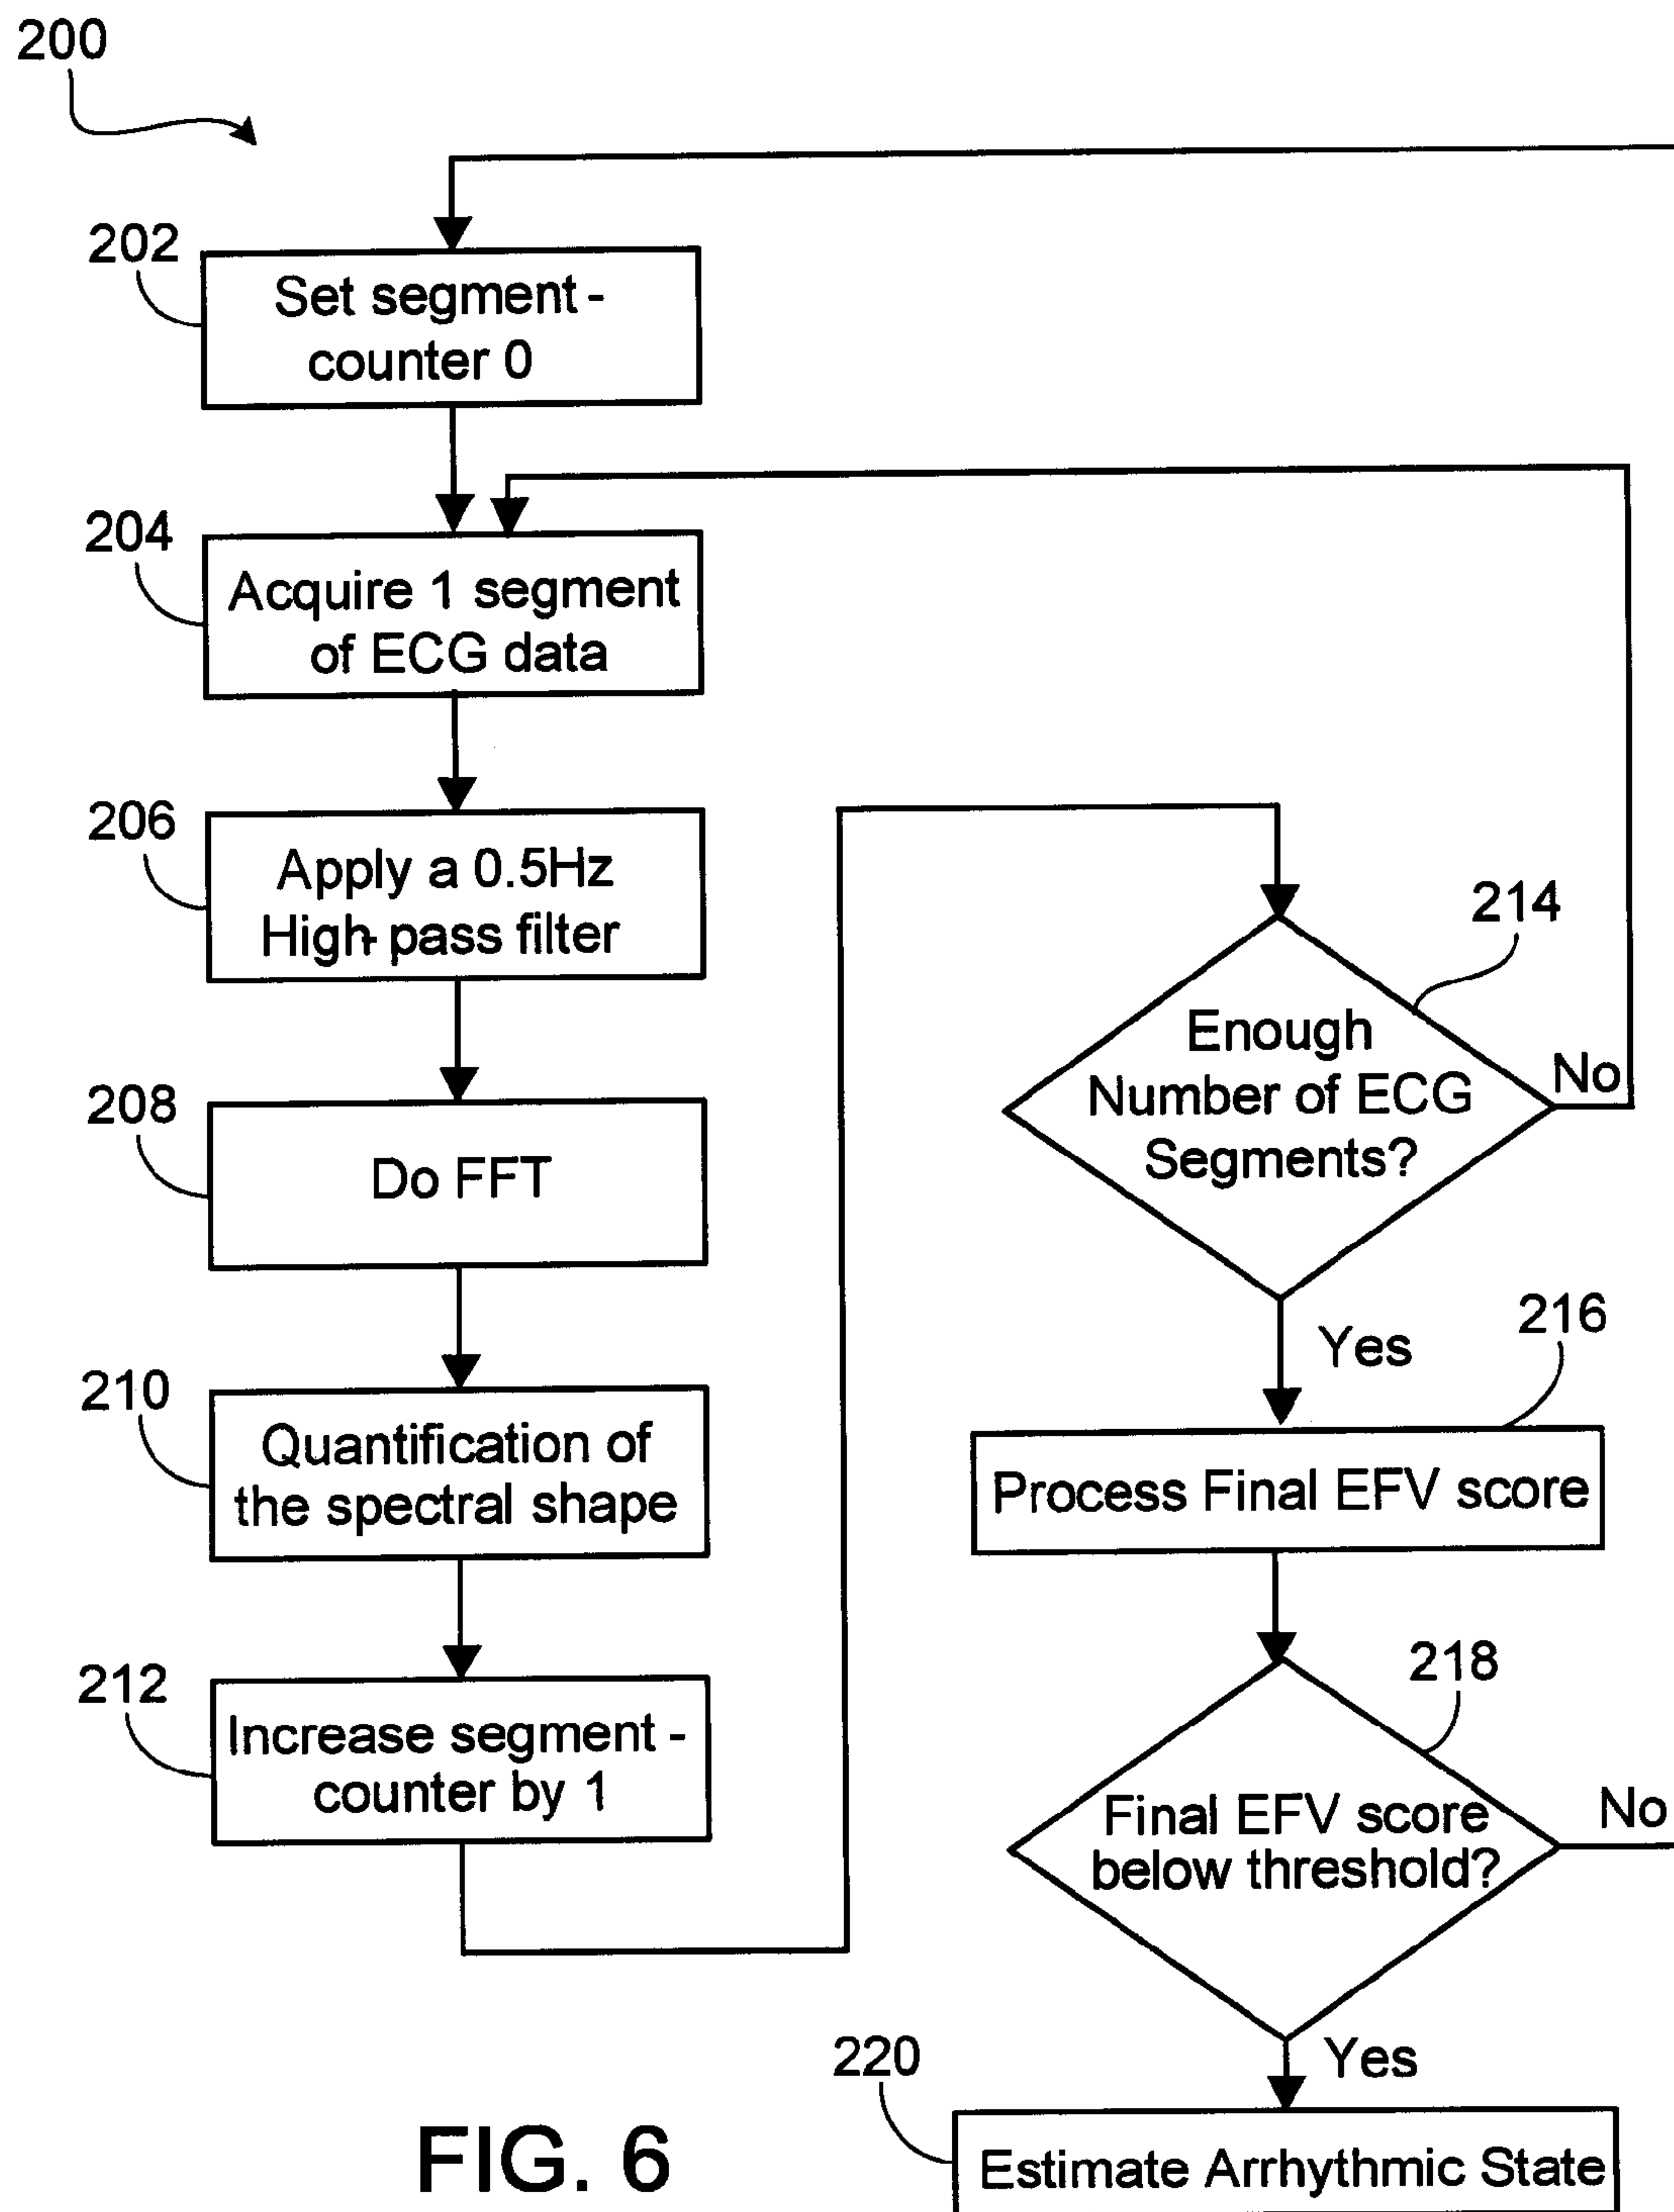 200
202
Set segment -
counter 0
204
Acquire 1 segment
of ECG data
206
Apply a 0.5Hz
High-pass filter
208
Do FFT
210
Quantification of
the spectral shape
212
Increase segment -
counter by 1
214
Enough
Number of ECG
Segments?
No
Yes
216
Process Final EFV score
218
Final EFV score
below threshold?
No
Yes
220
Estimate Arrhythmic State
FIG. 6